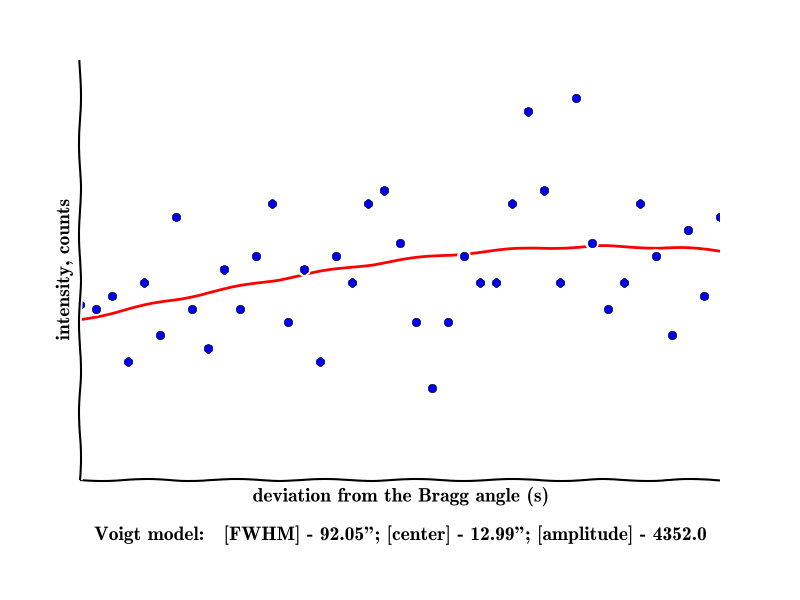 intensity, counts
deviation from the Bragg angle (s)
Voigt model: [FWHM] - 92.05”; [center] - 12.99”; [amplitude] - 4352.0